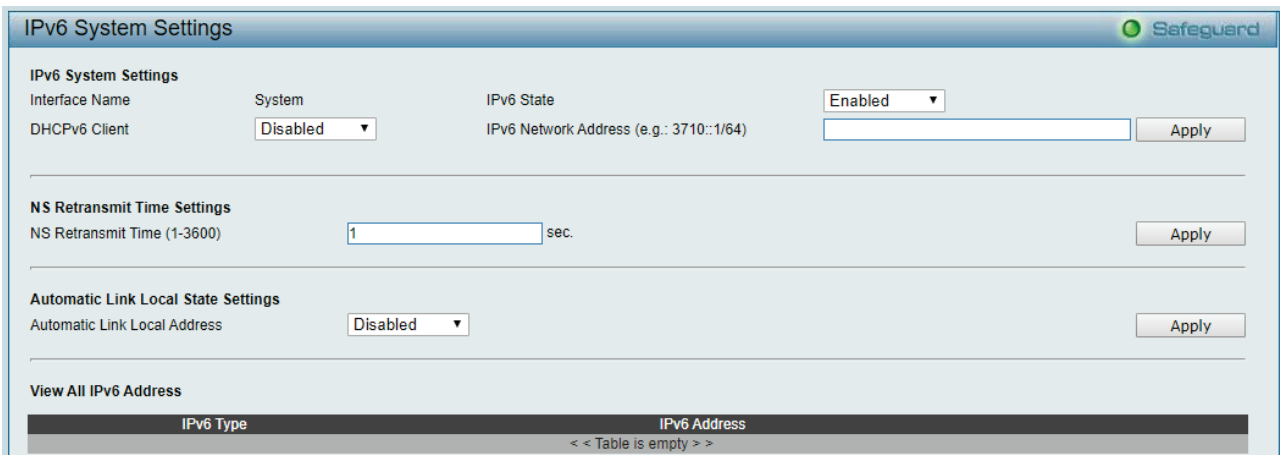 IPv6 System Settings
Safeguard
IPv6 System Settings
Interface Name System IPv6 State Enabled
DHCPv6 Client Disabled IPv6 Network Address (e.g.: 3710::1/64) Apply
NS Retransmit Time Settings
NS Retransmit Time (1-3600) 1 sec. Apply
Automatic Link Local State Settings
Automatic Link Local Address Disabled Apply
View All IPv6 Address
IPv6 Type IPv6 Address
< < Table is empty > >